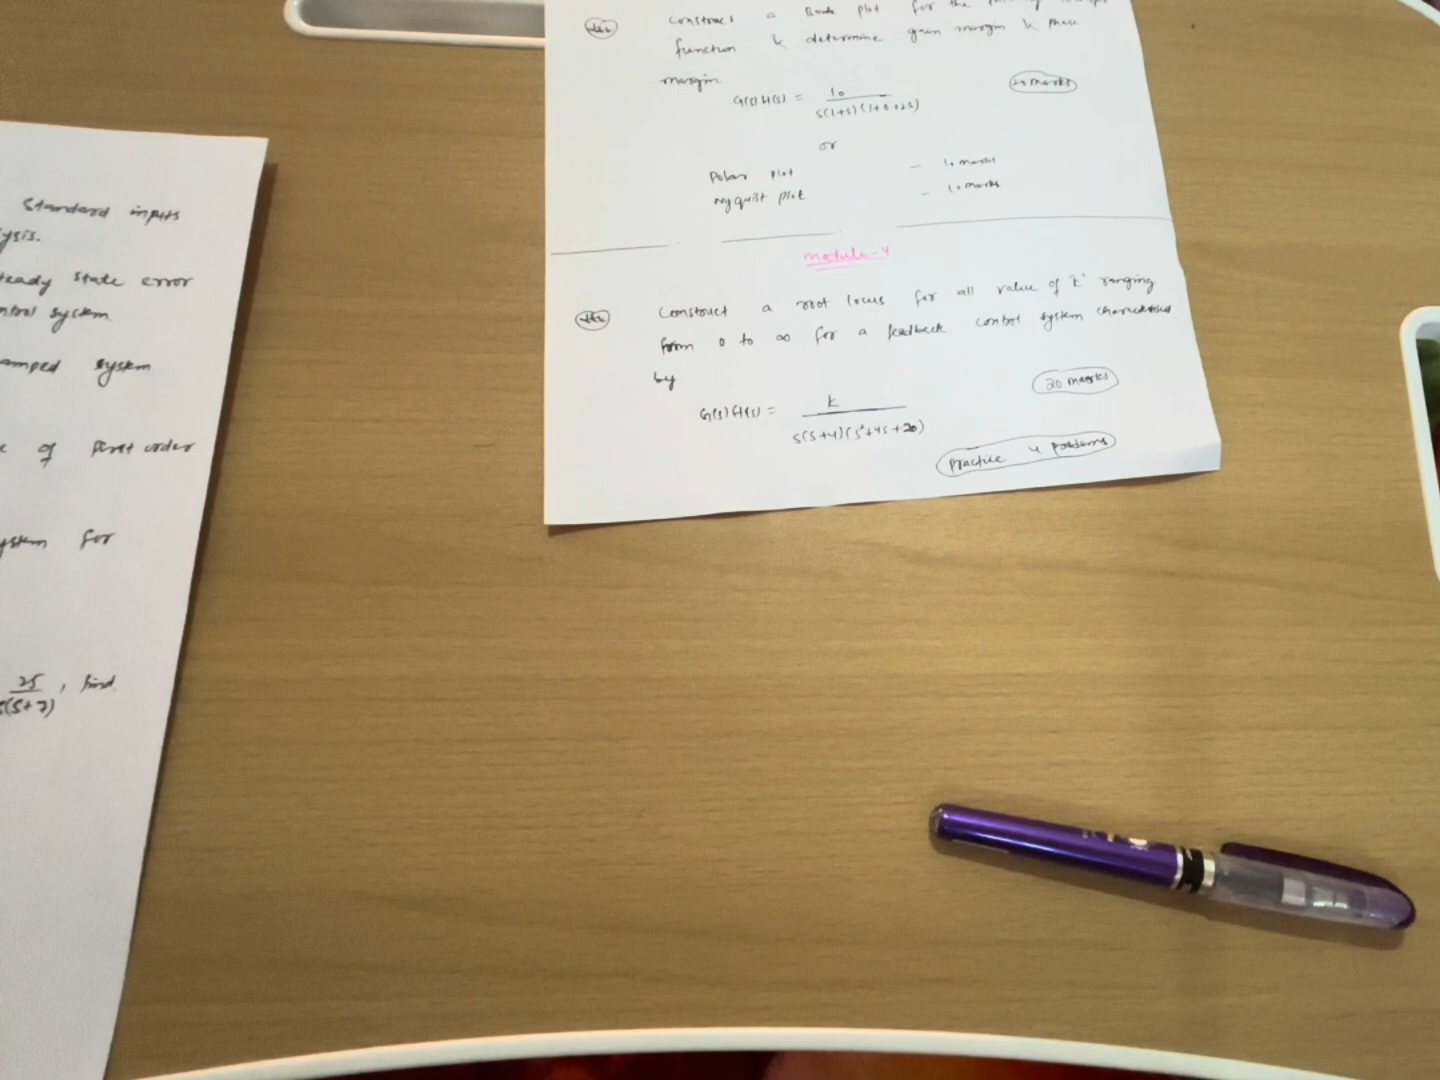 Standard inputs
ysis.
teady state error
ntrol system
amped system
of first order
ystem for
25
s(s+7) , find.
Construct a Bode plot for the
function & determine gain margin & phase
margin.
20 marks
G(s)H(s) = 10
s(1+s)(1+0.02s)
or
Polar plot – 10 marks
Nyquist plot – 10 marks
Module-4
Construct a root locus for all value of 'k' ranging
from 0 to ∞ for a feedback control system
by
20 marks
G(s)H(s) = k
s(s+4)(s²+4s+20)
Practice 4 problems